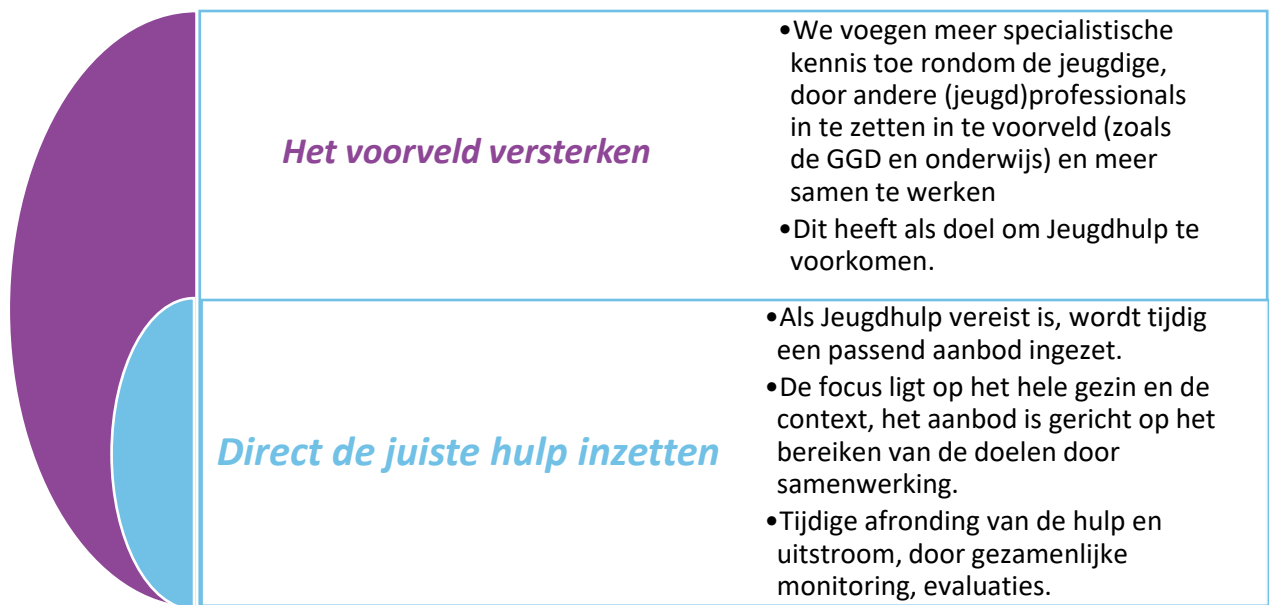 Het voorveld versterken
•We voegen meer specialistische
kennis toe rondom de jeugdige,
door andere (jeugd)professionals
in te zetten in te voorveld (zoals
de GGD en onderwijs) en meer
samen te werken
•Dit heeft als doel om Jeugdhulp te
voorkomen.
Direct de juiste hulp inzetten
•Als Jeugdhulp vereist is, wordt tijdig
een passend aanbod ingezet.
•De focus ligt op het hele gezin en de
context, het aanbod is gericht op het
bereiken van de doelen door
samenwerking.
•Tijdige afronding van de hulp en
uitstroom, door gezamenlijke
monitoring, evaluaties.